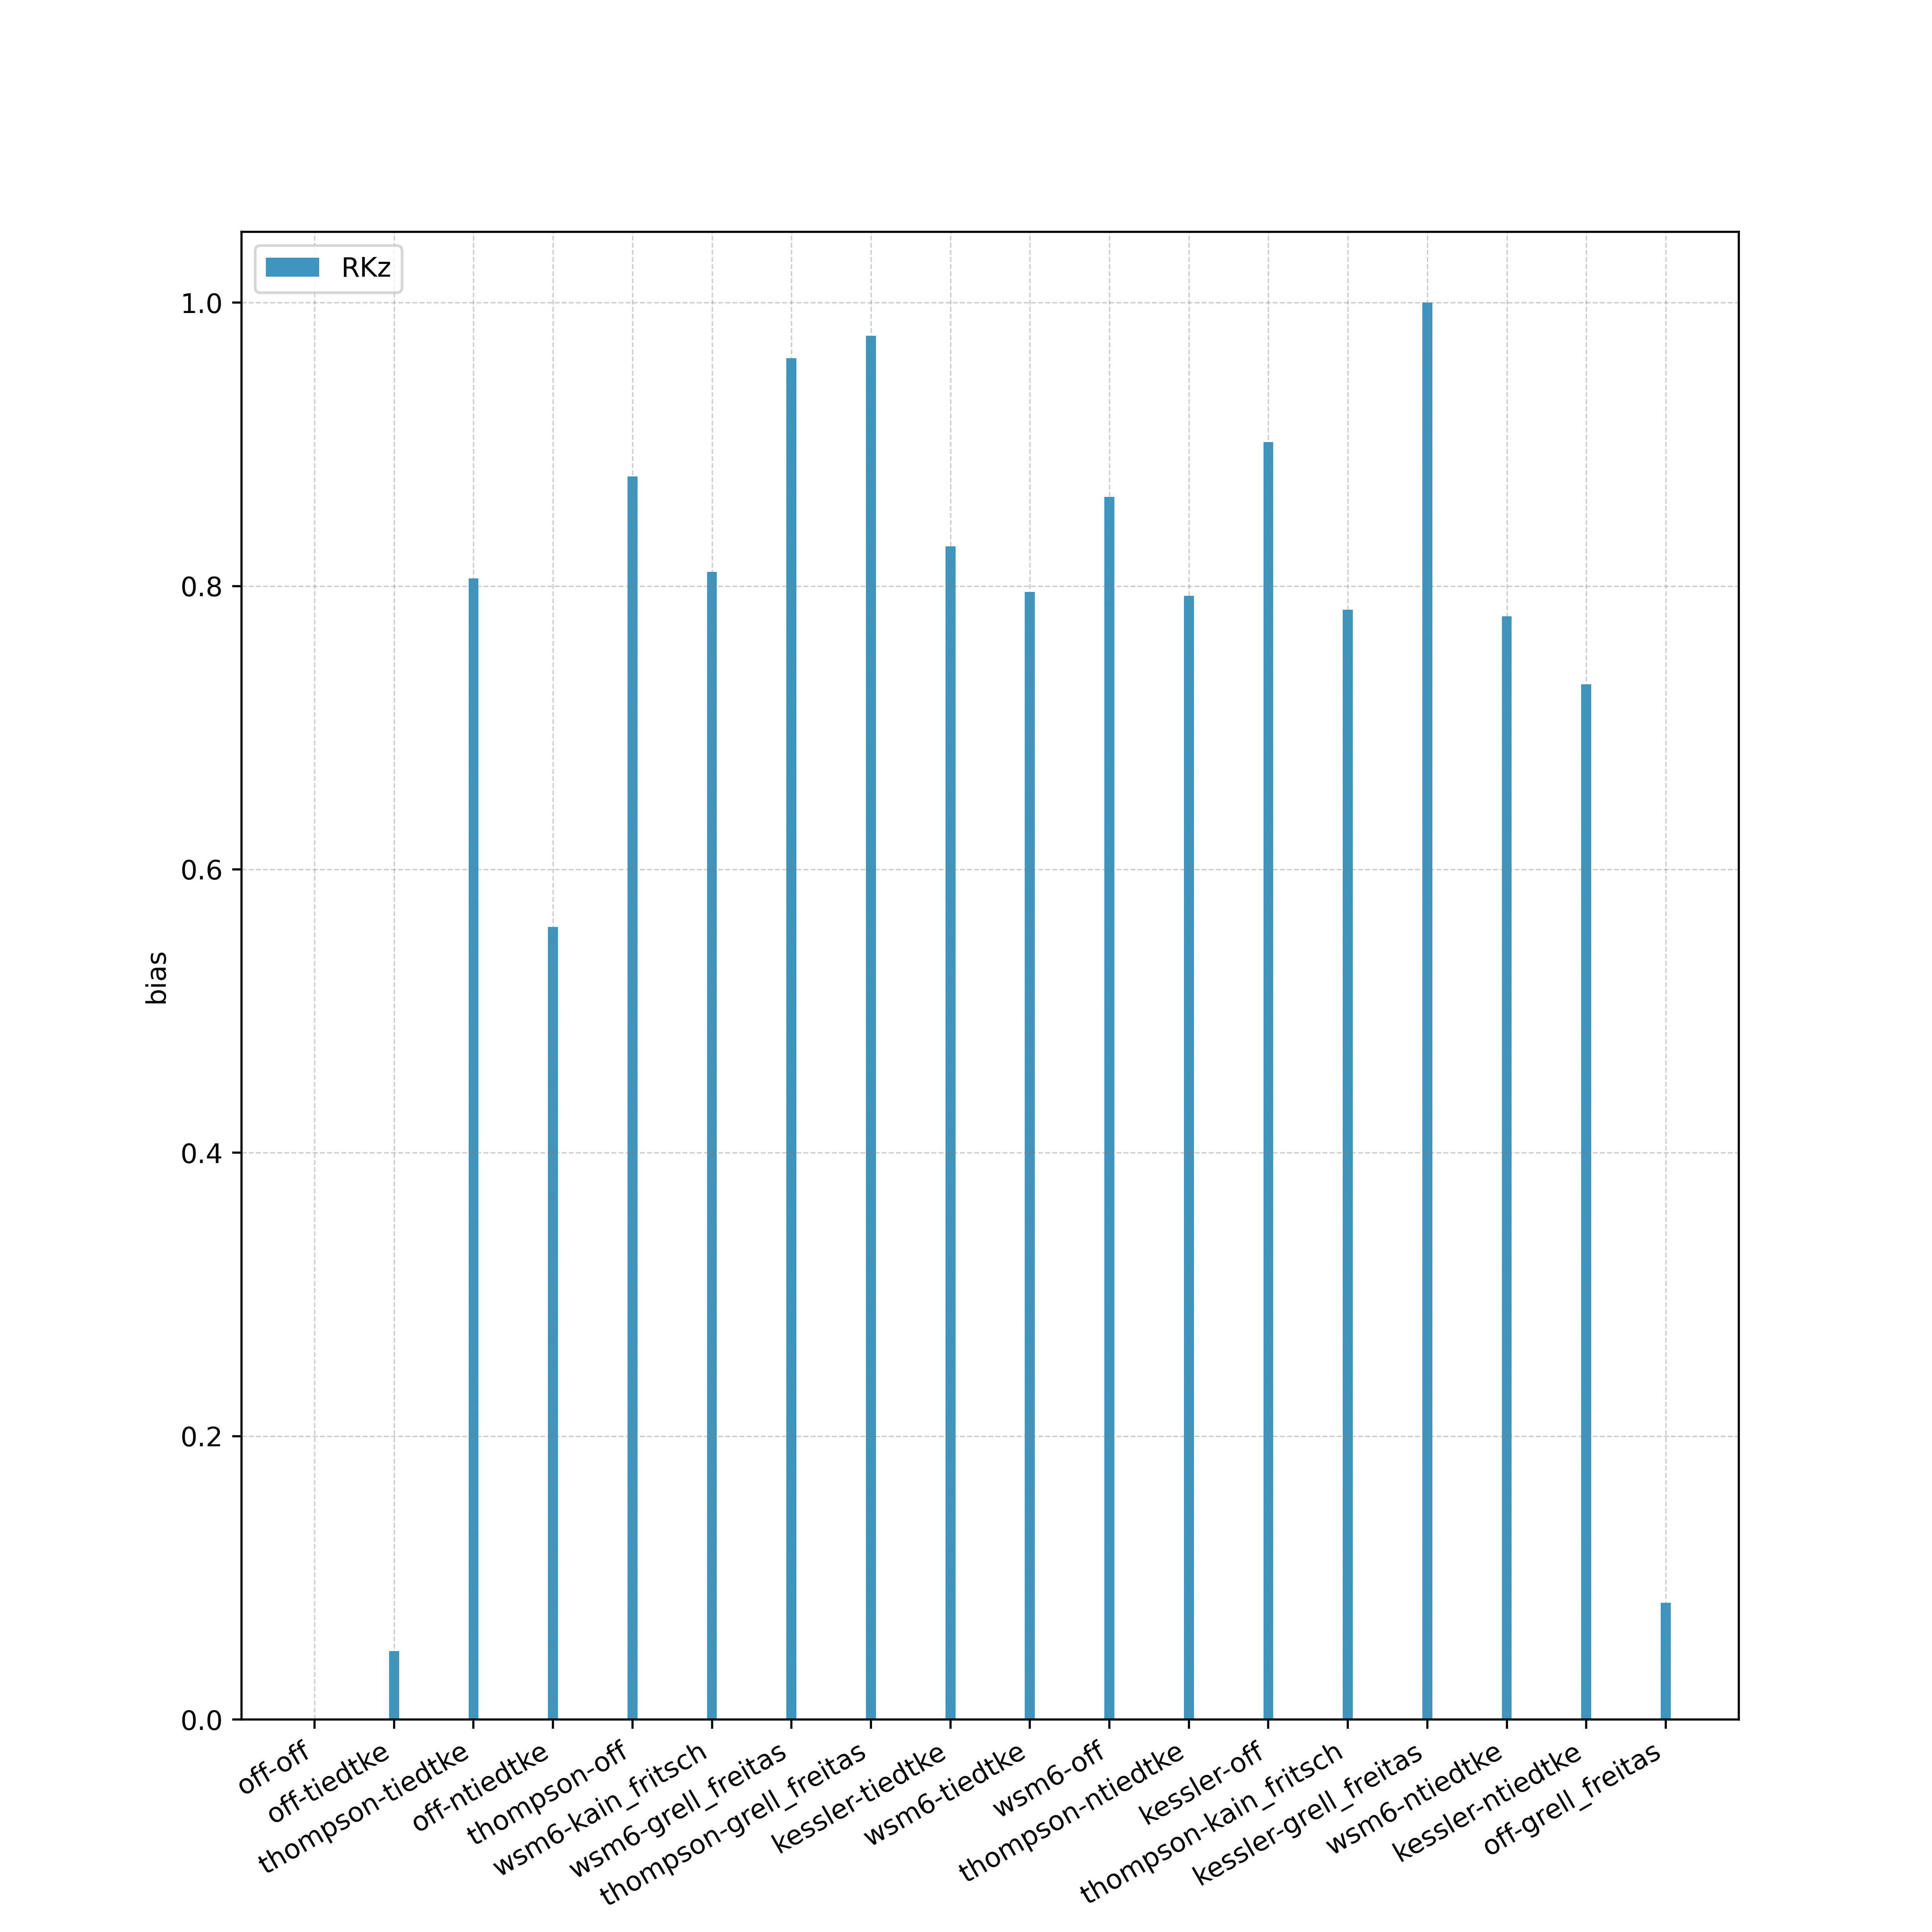 RKz
1.0
0.8
0.6
0.4
0.2
0.0
bias
off-off
off-tiedtke
thompson-tiedtke
off-ntiedtke
thompson-off
wsm6-kain_fritsch
wsm6-grell_freitas
thompson-grell_freitas
kessler-tiedtke
wsm6-tiedtke
wsm6-off
thompson-ntiedtke
kessler-off
thompson-kain_fritsch
kessler-grell_freitas
wsm6-ntiedtke
kessler-ntiedtke
off-grell_freitas